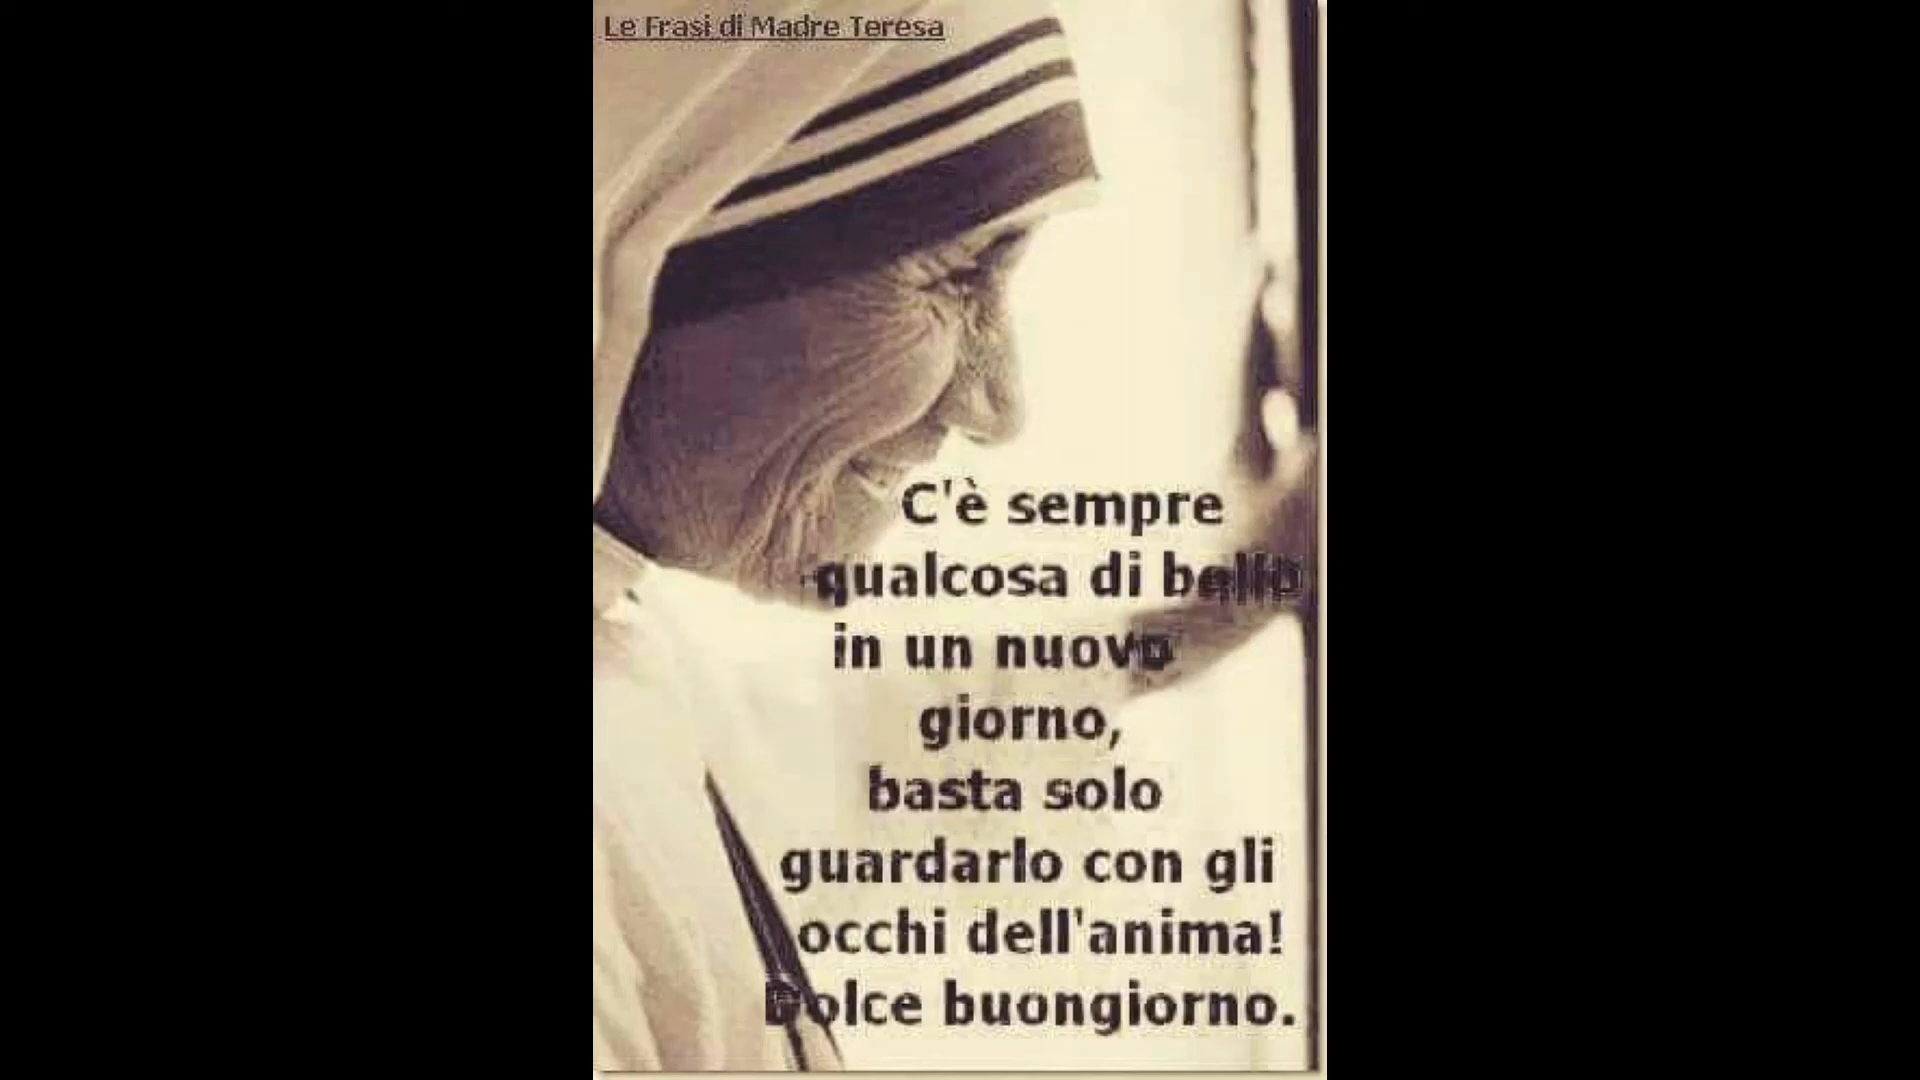 Le Frasi di Madre Teresa
C'è sempre
qualcosa di bello
in un nuovo
giorno,
basta solo
guardarlo con gli
occhi dell'anima!
Dolce buongiorno.